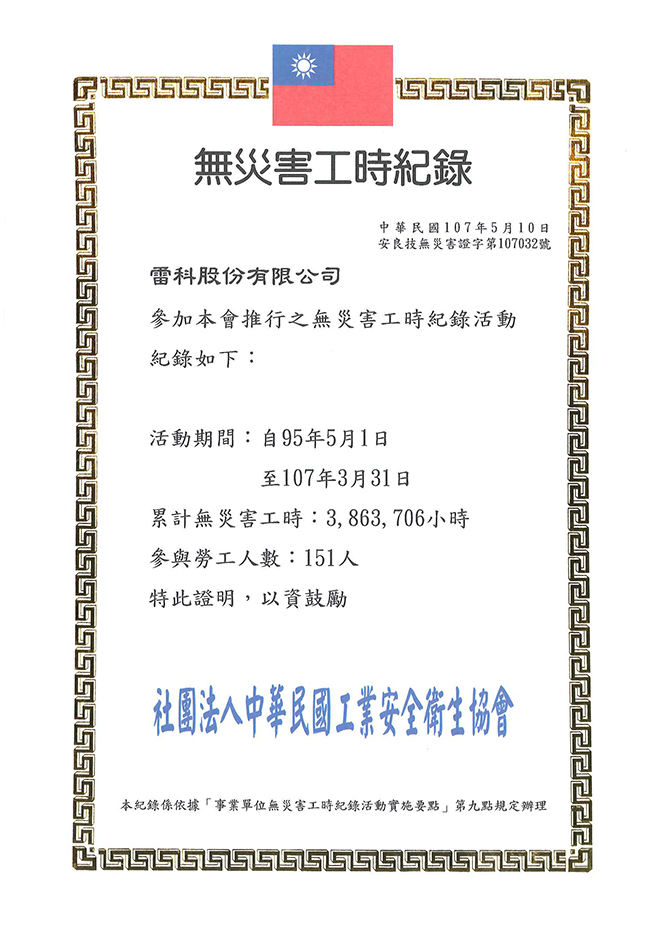 無災害工時紀錄
中華民國107年5月10日
安良技無災害證字第107032號
雷科股份有限公司
參加本會推行之無災害工時紀錄活動
紀錄如下：
活動期間：自95年5月1日
至107年3月31日
累計無災害工時：3,863,706小時
參與勞工人數：151人
特此證明，以資鼓勵
社團法人中華民國工業安全衛生協會
本紀錄係依據「事業單位無災害工時紀錄活動實施要點」第九點規定辦理